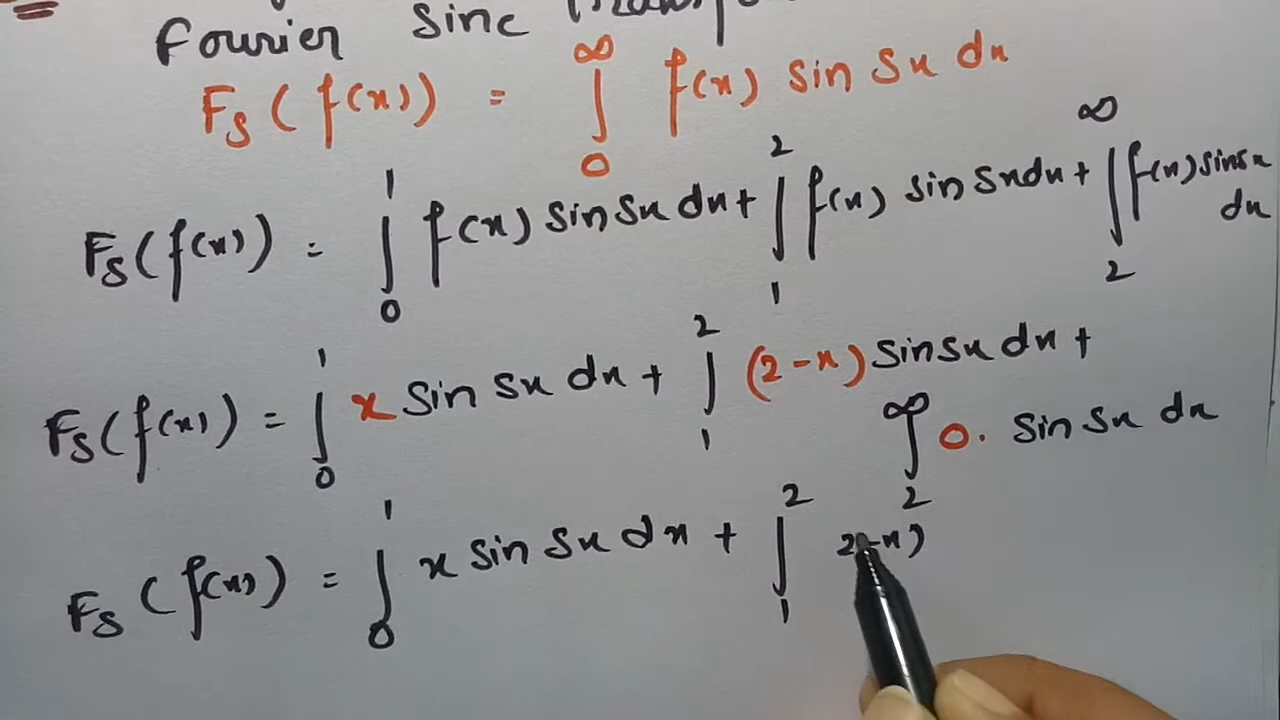 Fourier Sine Transfo
Fs(f(x)) = ∫₀^∞ f(x) sin sx dx
Fs(f(x)) = ∫₀¹ f(x) sin sx dx + ∫₁² f(x) sin sx dx + ∫₂^∞ f(x) sin sx dx
Fs(f(x)) = ∫₀¹ x sin sx dx + ∫₁² (2-x) sin sx dx +
∫₂^∞ 0. sin sx dx
Fs(f(x)) = ∫₀¹ x sin sx dx + ∫₁² 2-x)